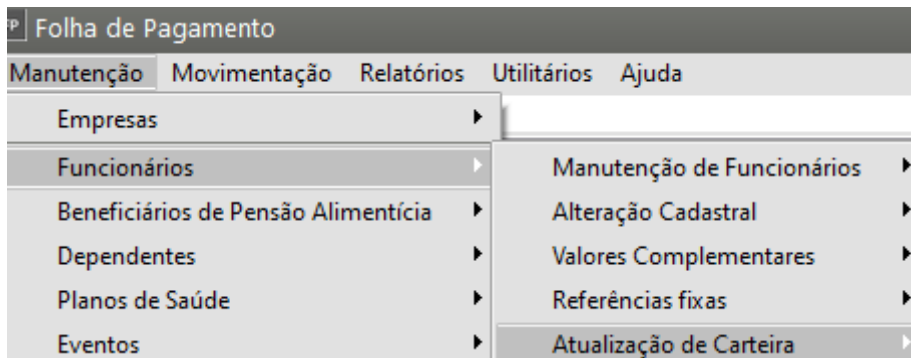 FP Folha de Pagamento
Manutenção Movimentação Relatórios Utilitários Ajuda
Empresas
Funcionários
Beneficiários de Pensão Alimentícia
Dependentes
Planos de Saúde
Eventos
Manutenção de Funcionários
Alteração Cadastral
Valores Complementares
Referências fixas
Atualização de Carteira